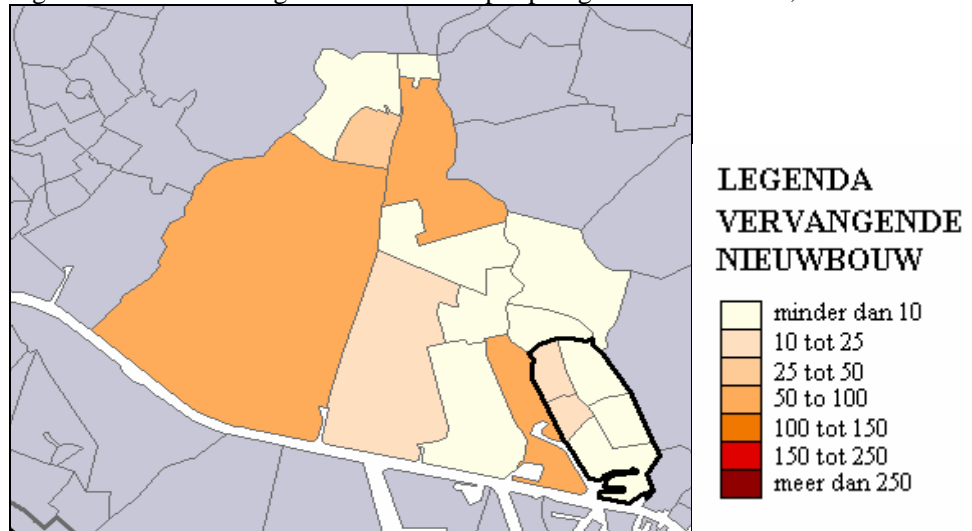 LEGENDA
VERVANGENDE
NIEUWBOUW
minder dan 10
10 tot 25
25 tot 50
50 to 100
100 tot 150
150 tot 250
meer dan 250